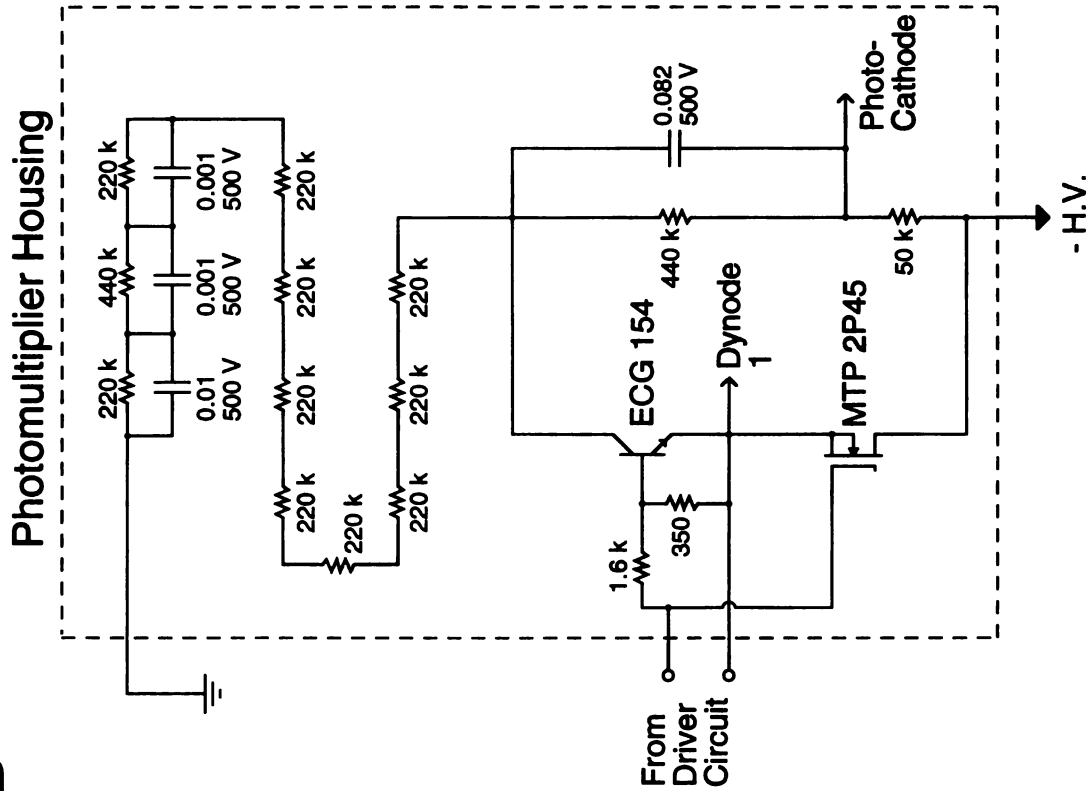 Photomultiplier Housing
220 k
440 k
220 k
0.01
500 V
0.001
500 V
0.001
500 V
220 k
220 k
220 k
220 k
220 k
220 k
220 k
220 k
0.082
500 V
Photo-
Cathode
440 k
50 k
- H.V.
ECG 154
Dynode
1
MTP 2P45
1.6 k
350
From
Driver
Circuit